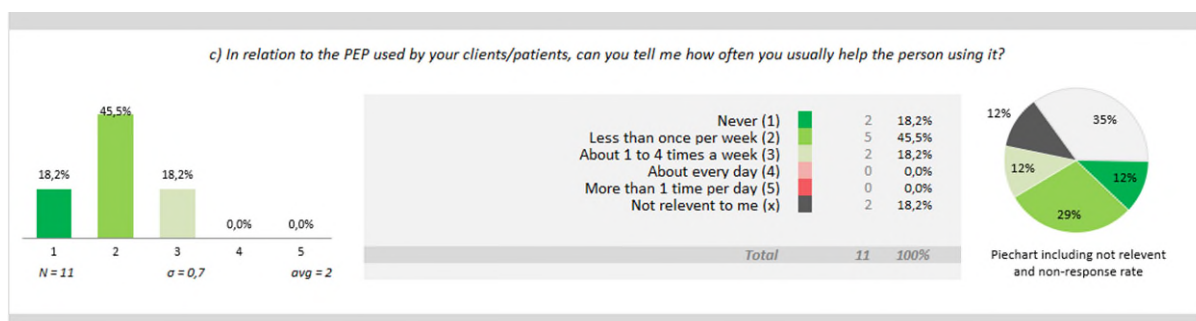 c) In relation to the PEP used by your clients/patients, can you tell me how often you usually help the person using it?
45,5%
18,2%
18,2%
0,0%
0,0%
1 2 3 4 5
N = 11 σ = 0,7 avg = 2
Never (1) 2 18,2%
Less than once per week (2) 5 45,5%
About 1 to 4 times a week (3) 2 18,2%
About every day (4) 0 0,0%
More than 1 time per day (5) 0 0,0%
Not relevent to me (x) 2 18,2%
Total 11 100%
12%
35%
12%
12%
29%
Piechart including not relevent
and non-response rate